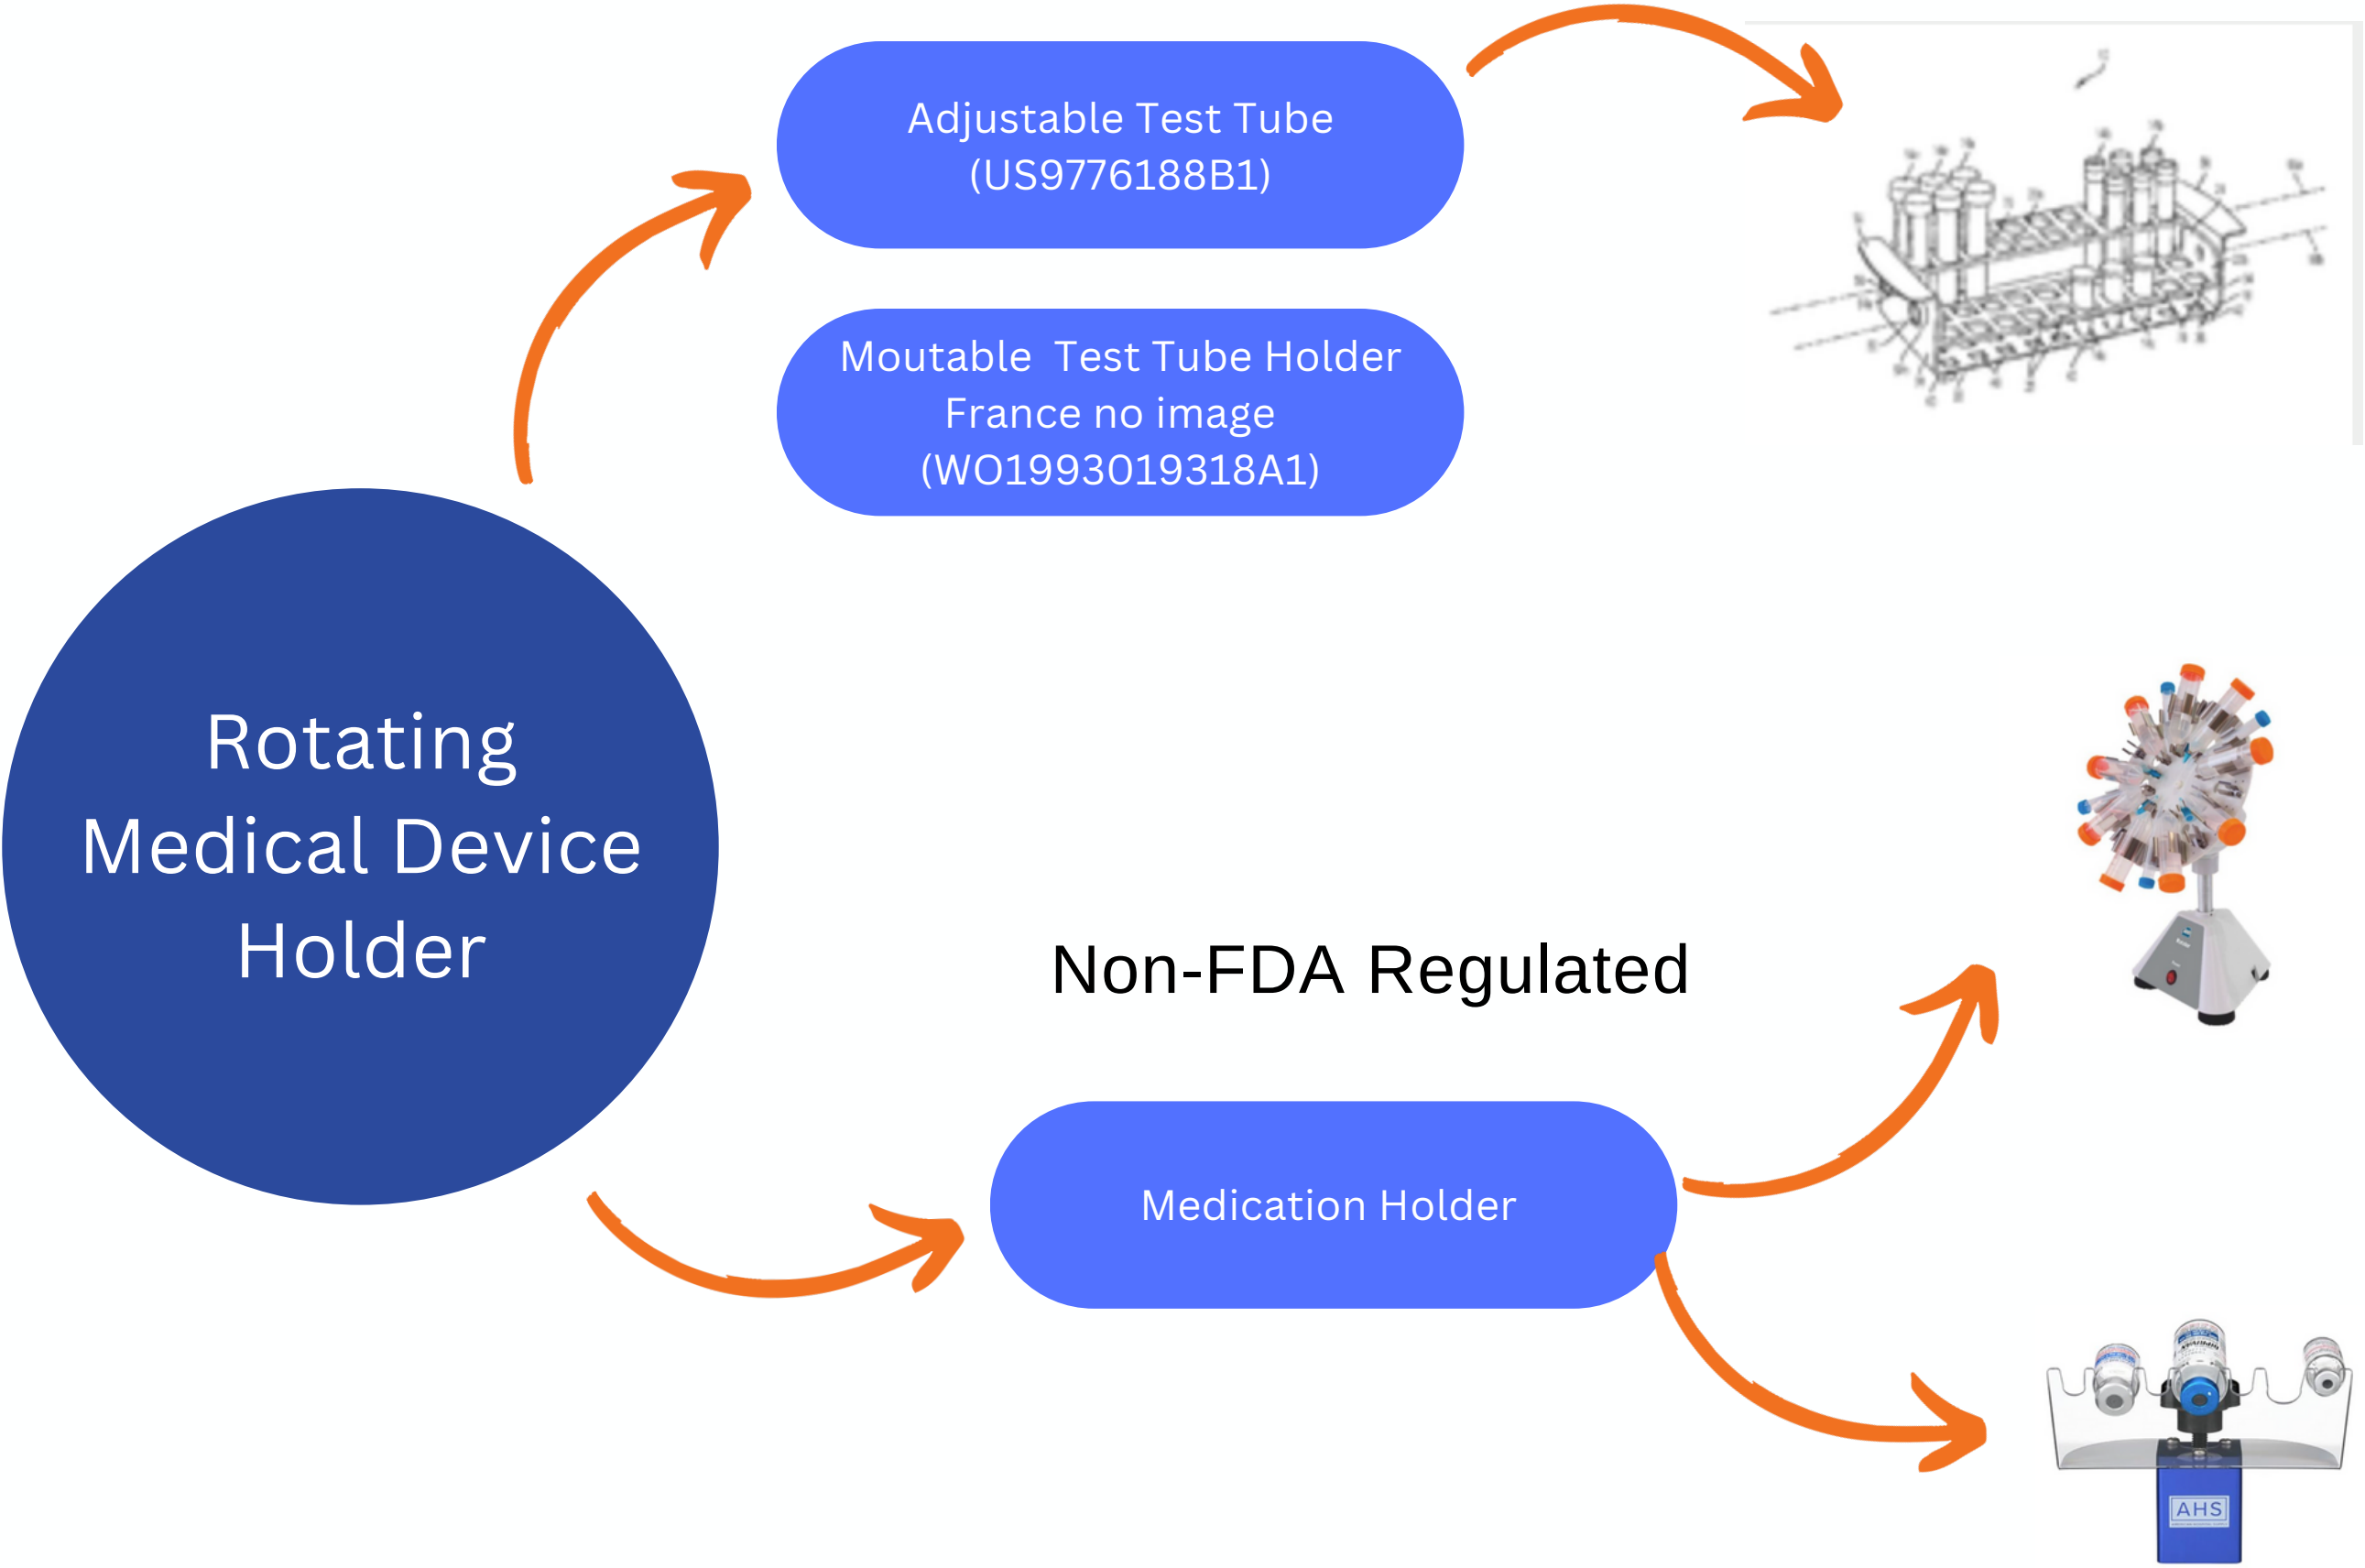 Adjustable Test Tube
(US9776188B1)
Moutable Test Tube Holder
France no image
(WO1993019318A1)
Rotating
Medical Device
Holder
Non-FDA Regulated
Medication Holder
AHS